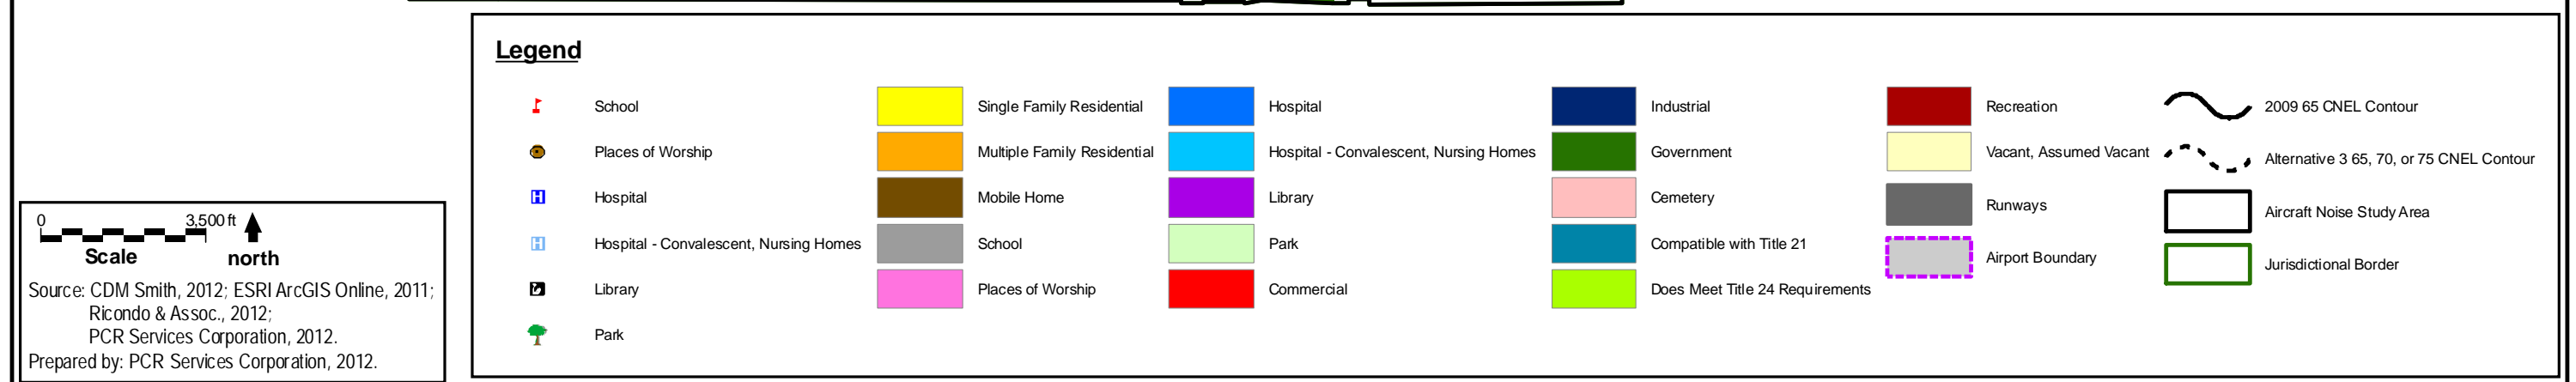 Legend
School
Places of Worship
Hospital
Hospital - Convalescent, Nursing Homes
Library
Park
Single Family Residential
Multiple Family Residential
Mobile Home
School
Places of Worship
Hospital
Hospital - Convalescent, Nursing Homes
Library
Park
Commercial
Industrial
Government
Cemetery
Compatible with Title 21
Does Meet Title 24 Requirements
Recreation
Vacant, Assumed Vacant
Runways
Airport Boundary
2009 65 CNEL Contour
Alternative 3 65, 70, or 75 CNEL Contour
Aircraft Noise Study Area
Jurisdictional Border
0 3,500 ft
Scale north
Source: CDM Smith, 2012; ESRI ArcGIS Online, 2011;
Ricondo & Assoc., 2012;
PCR Services Corporation, 2012.
Prepared by: PCR Services Corporation, 2012.